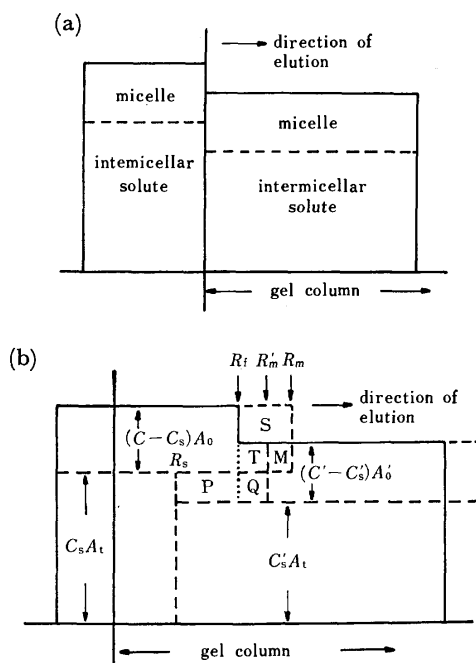 (a)
direction of
elution
micelle
micelle
intemicellar
solute
intermicellar
solute
gel column
(b)
Rf R′m Rm
direction of
elution
S
(C−Cs)A0
Rs
T M
(C′−C′s)A′0
P Q
CsAt
C′sAt
gel column